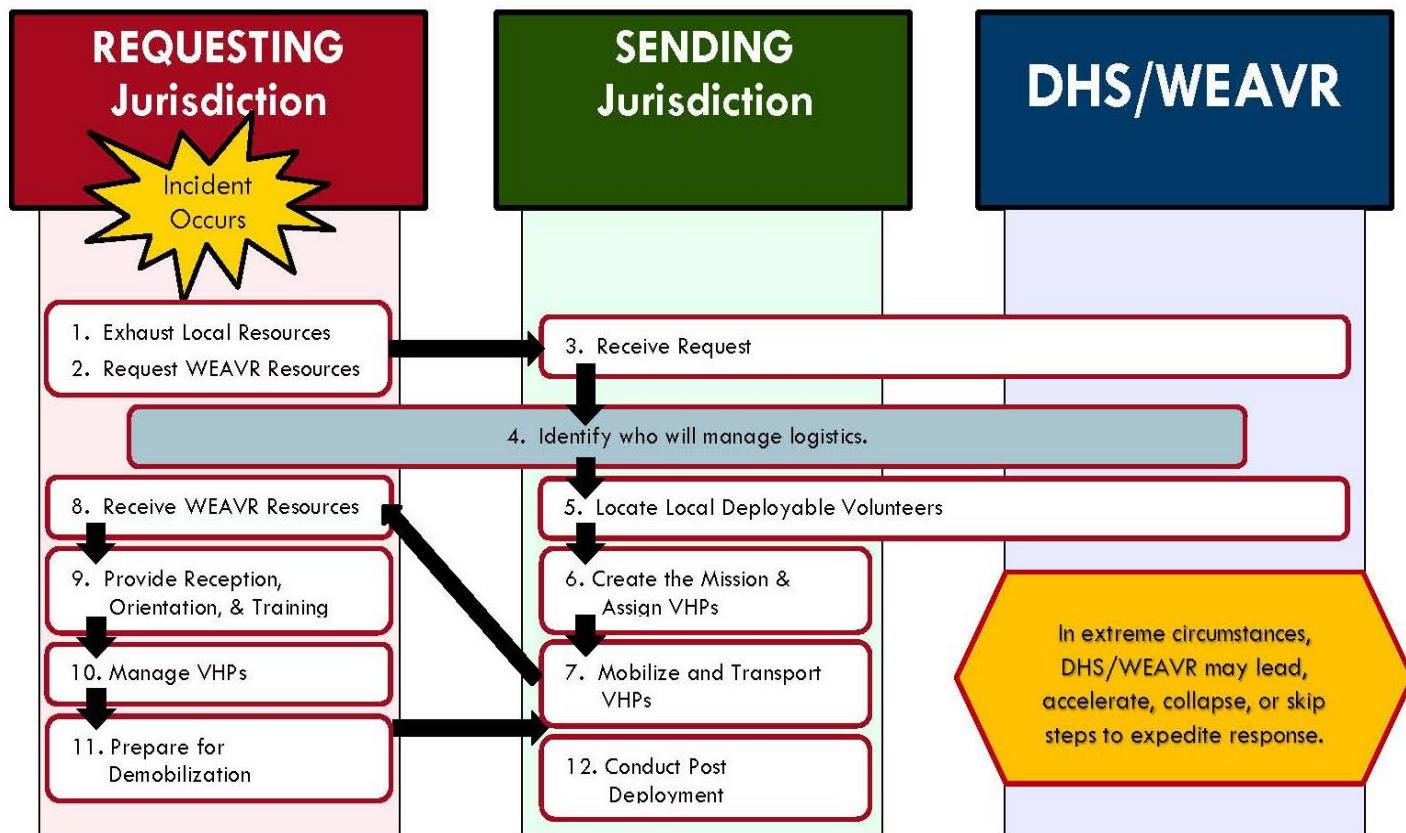 REQUESTING
Jurisdiction
SENDING
Jurisdiction
DHS/WEAVR
Incident
Occurs
1. Exhaust Local Resources
2. Request WEAVR Resources
3. Receive Request
4. Identify who will manage logistics.
5. Locate Local Deployable Volunteers
6. Create the Mission &
Assign VHPs
7. Mobilize and Transport
VHPs
8. Receive WEAVR Resources
9. Provide Reception,
Orientation, & Training
10. Manage VHPs
11. Prepare for
Demobilization
12. Conduct Post
Deployment
In extreme circumstances,
DHS/WEAVR may lead,
accelerate, collapse, or skip
steps to expedite response.